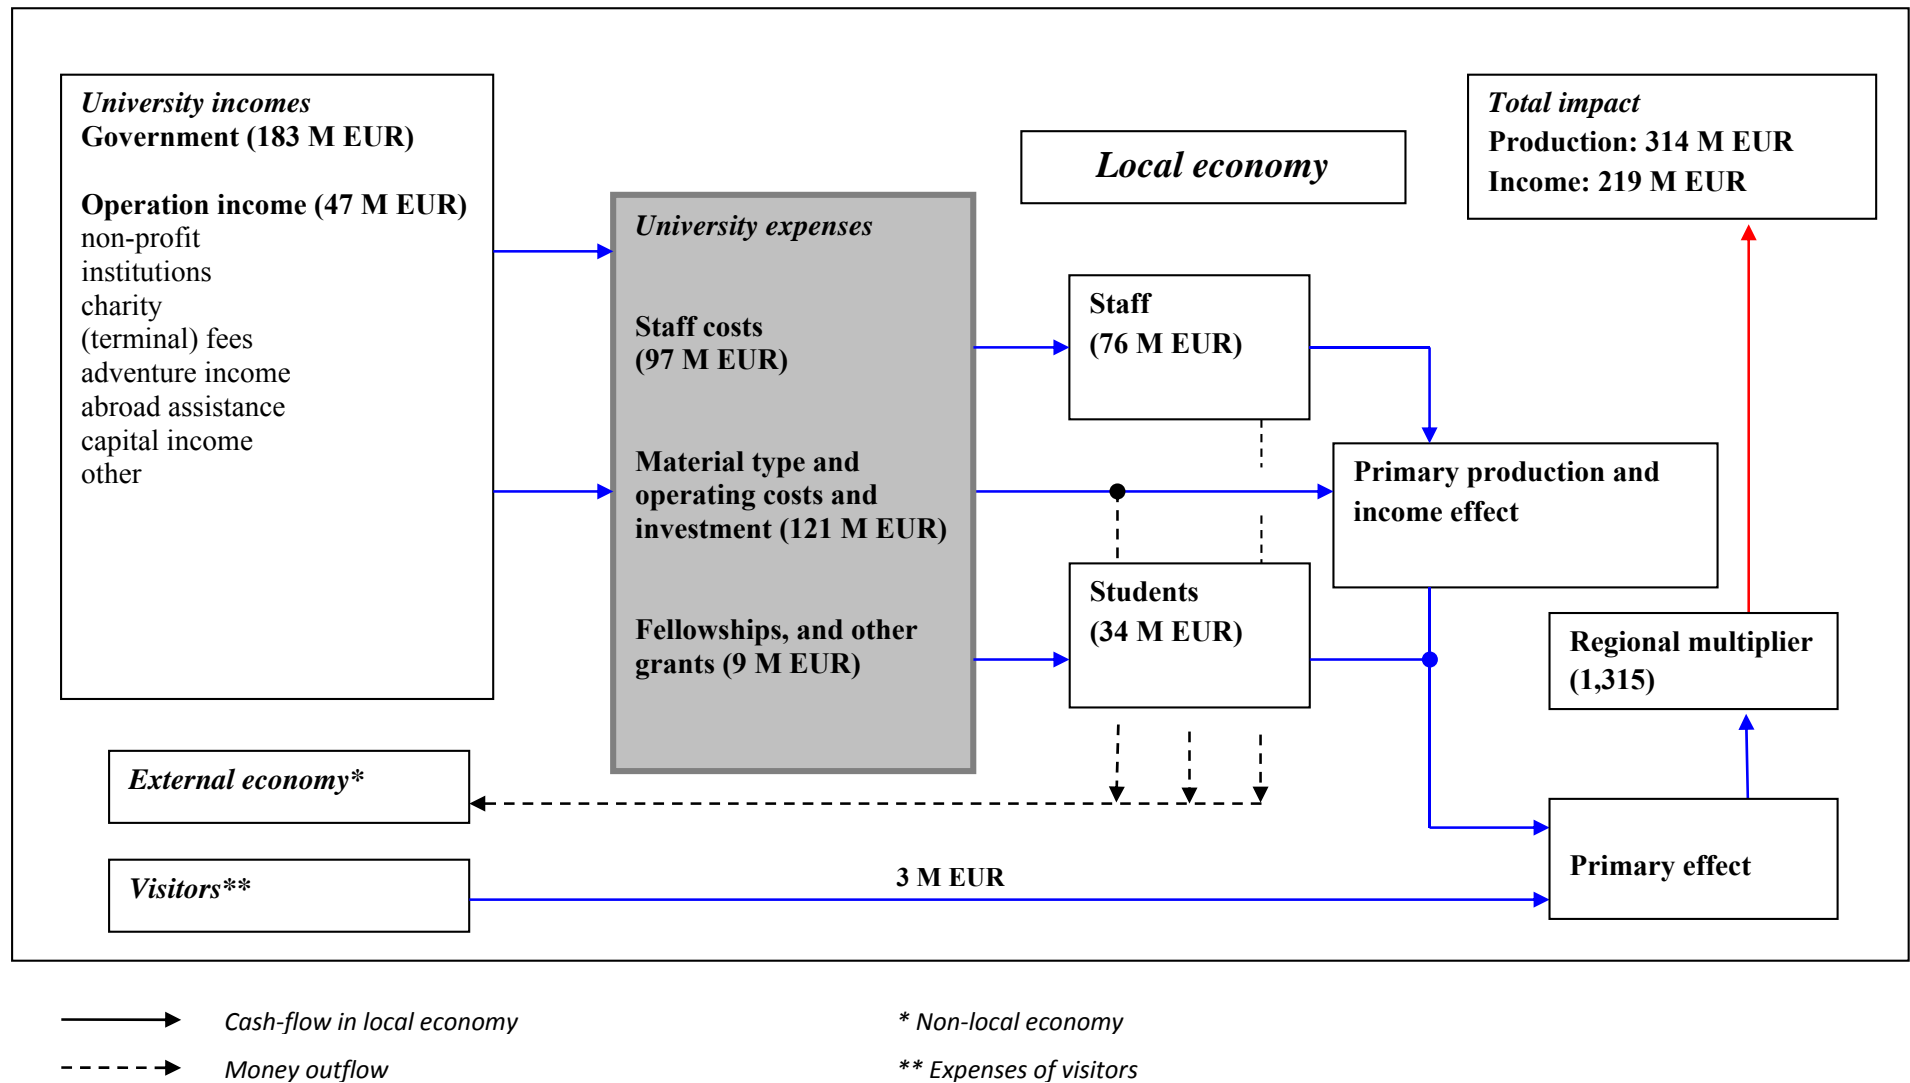 University incomes
Government (183 M EUR)
Operation income (47 M EUR)
non-profit
institutions
charity
(terminal) fees
adventure income
abroad assistance
capital income
other
University expenses
Staff costs
(97 M EUR)
Material type and
operating costs and
investment (121 M EUR)
Fellowships, and other
grants (9 M EUR)
Local economy
Staff
(76 M EUR)
Students
(34 M EUR)
Primary production and
income effect
Total impact
Production: 314 M EUR
Income: 219 M EUR
Regional multiplier
(1,315)
Primary effect
External economy*
Visitors**
3 M EUR
Cash-flow in local economy
* Non-local economy
Money outflow
** Expenses of visitors